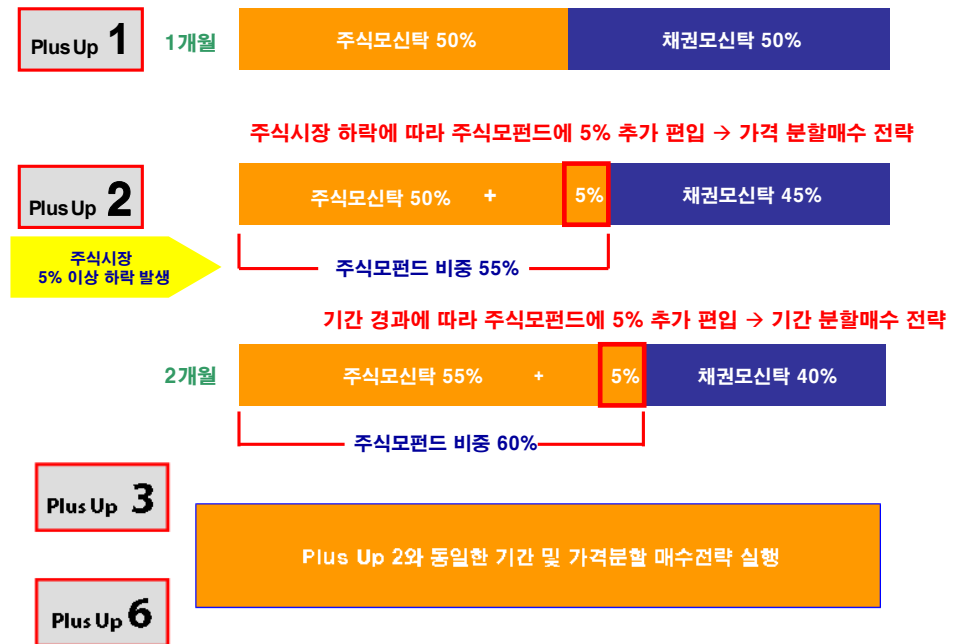 Plus Up 1
1개월
주식모신탁 50%
채권모신탁 50%
주식시장 하락에 따라 주식모펀드에 5% 추가 편입 → 가격 분할매수 전략
Plus Up 2
주식모신탁 50% + 5%
채권모신탁 45%
주식시장
5% 이상 하락 발생
주식모펀드 비중 55%
기간 경과에 따라 주식모펀드에 5% 추가 편입 → 기간 분할매수 전략
2개월
주식모신탁 55% + 5%
채권모신탁 40%
주식모펀드 비중 60%
Plus Up 3
Plus Up 2와 동일한 기간 및 가격분할 매수전략 실행
Plus Up 6